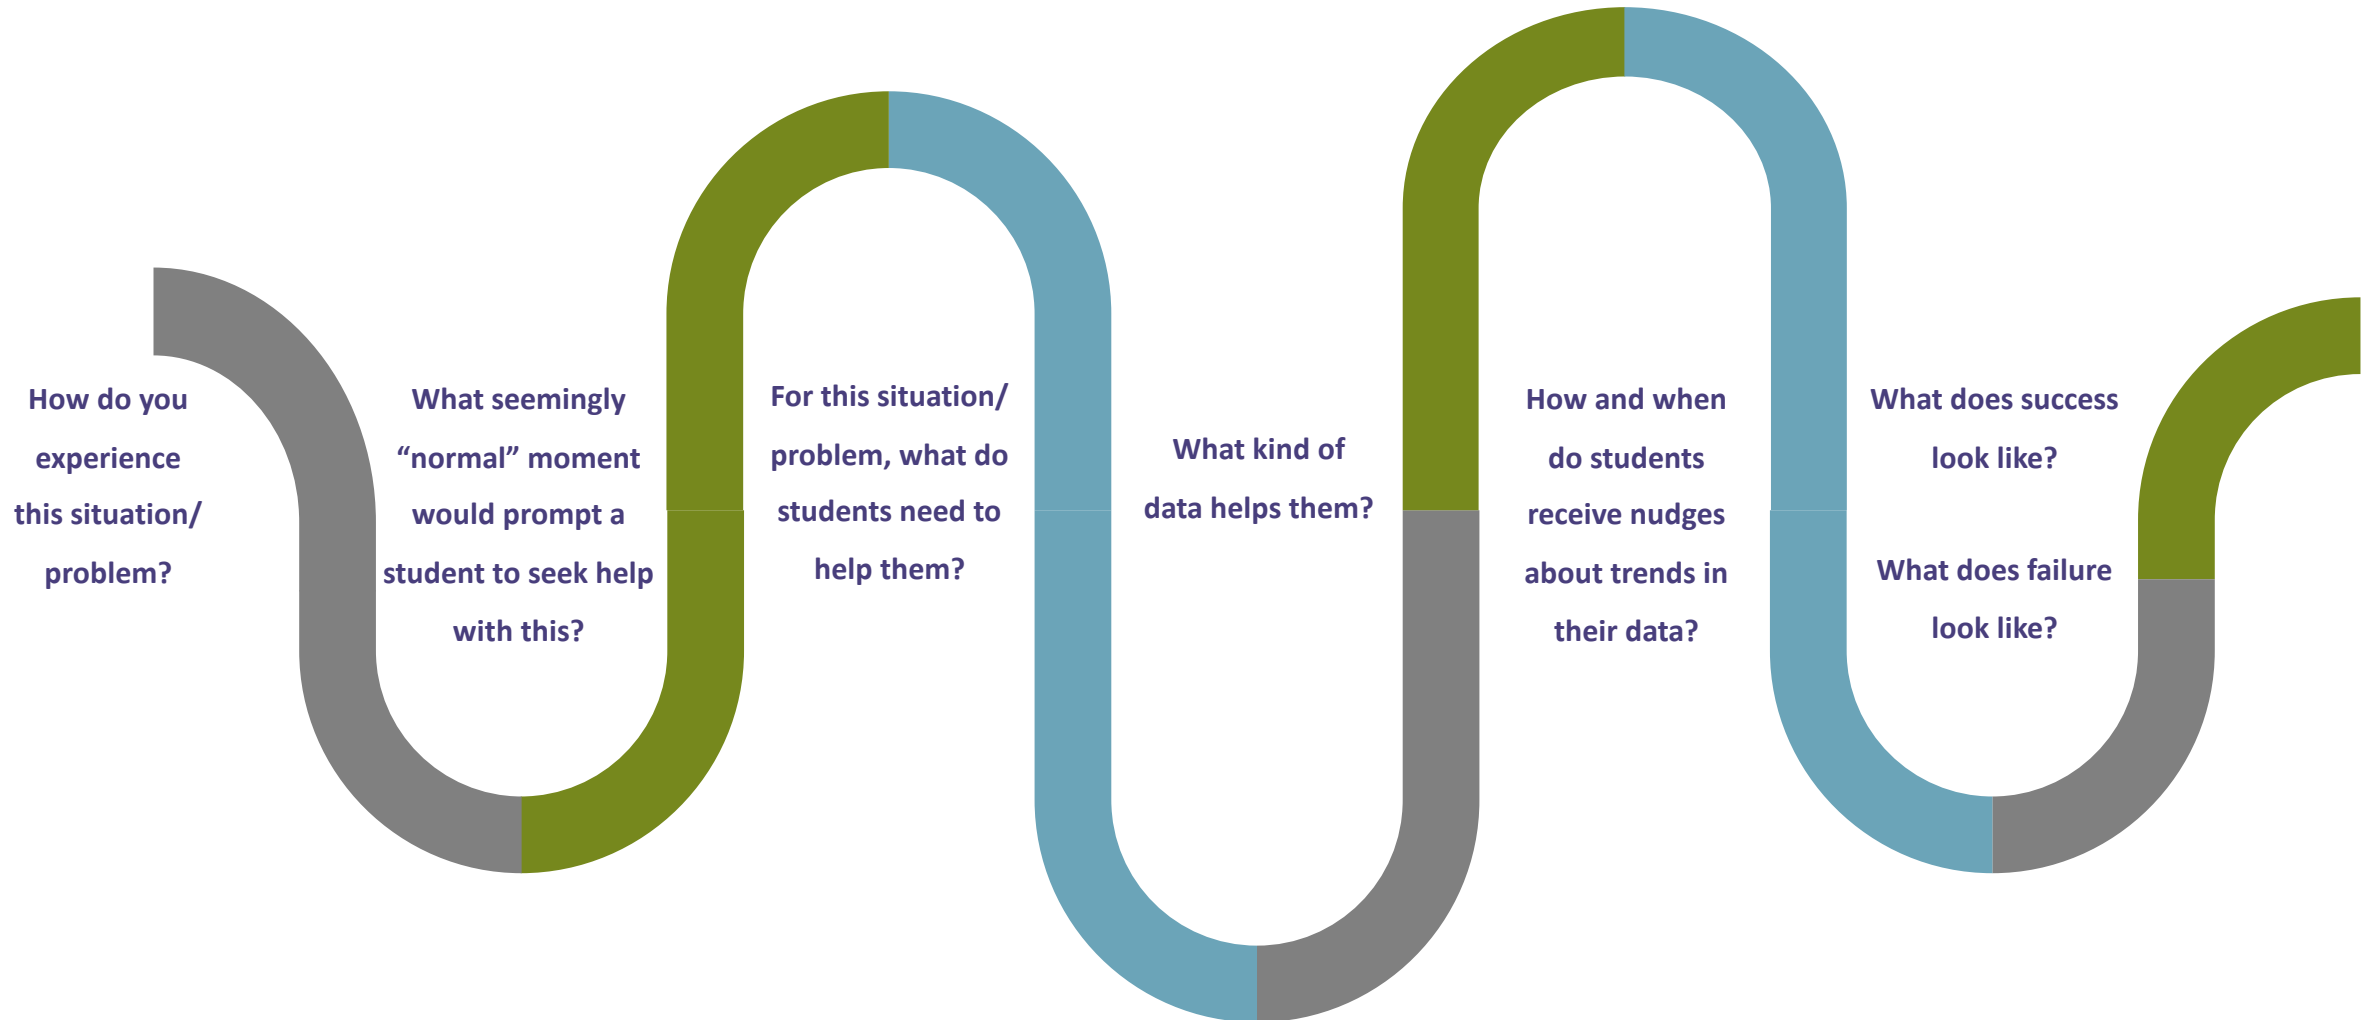 How do you
experience
this situation/
problem?
What seemingly
“normal” moment
would prompt a
student to seek help
with this?
For this situation/
problem, what do
students need to
help them?
What kind of
data helps them?
How and when
do students
receive nudges
about trends in
their data?
What does success
look like?
What does failure
look like?